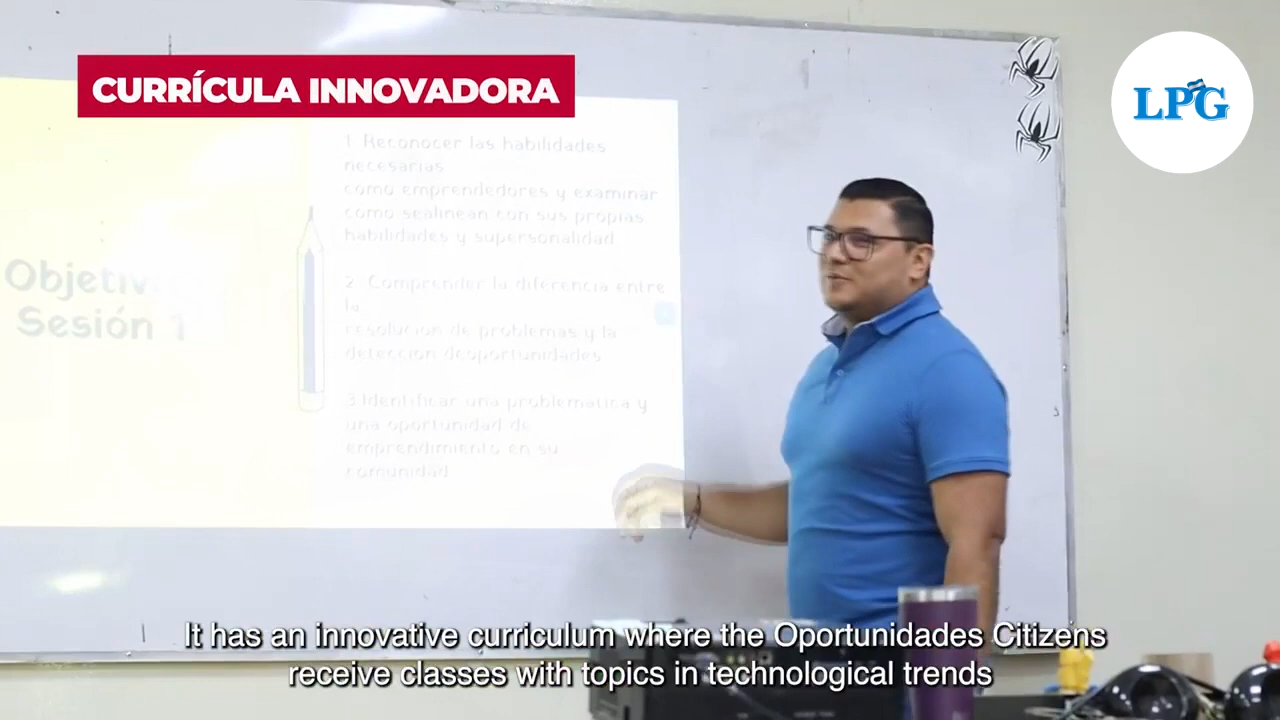 CURRÍCULA INNOVADORA
LPG
1. Reconocer las habilidades
necesarias
como emprendedores y examinar
como sealinean con sus propias
habilidades y supersonalidad
Sesión 1
2. Comprender la diferencia entre
la
resolución de problemas y la
detección deoportunidades
3.Identificar una problemática y
una oportunidad de
emprendimiento en su
comunidad
It has an innovative curriculum where the Oportunidades Citizens
receive classes with topics in technological trends